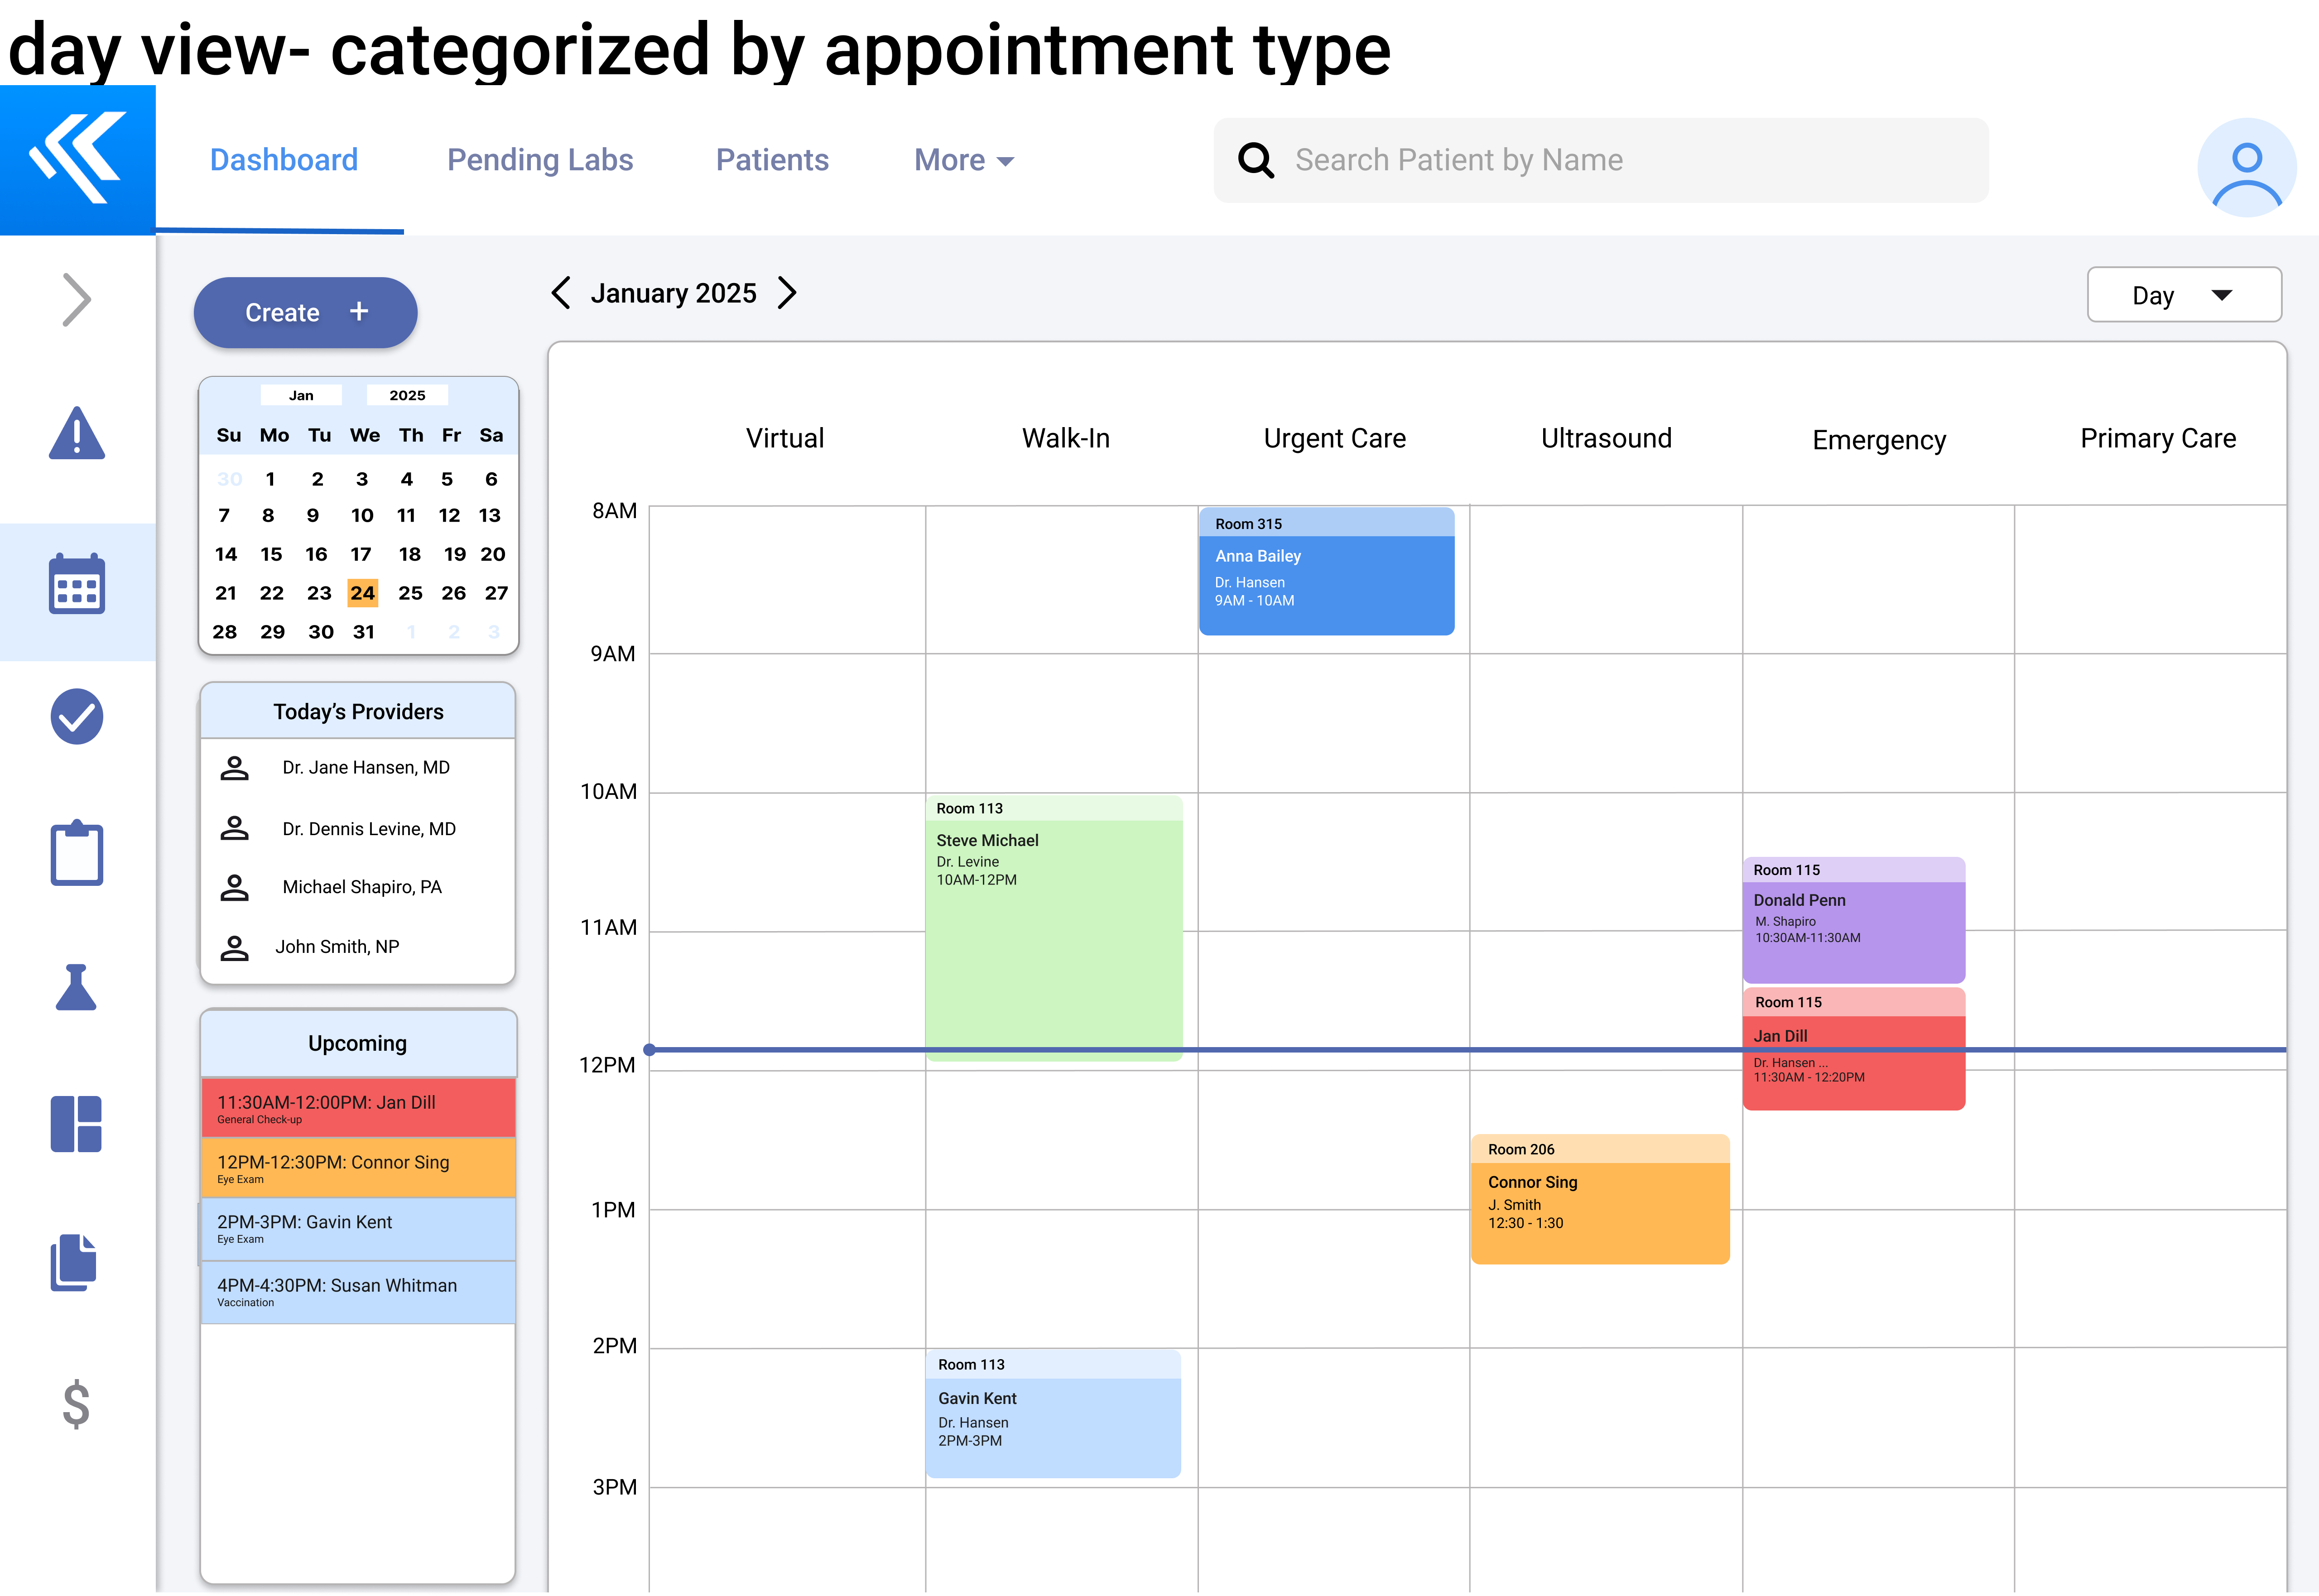 day view- categorized by appointment type
Dashboard
Pending Labs
Patients
More
Search Patient by Name
Create +
January 2025
Day
Jan 2025
Su Mo Tu We Th Fr Sa
30 1 2 3 4 5 6
7 8 9 10 11 12 13
14 15 16 17 18 19 20
21 22 23 24 25 26 27
28 29 30 31 1 2 3
Today’s Providers
Dr. Jane Hansen, MD
Dr. Dennis Levine, MD
Michael Shapiro, PA
John Smith, NP
Upcoming
11:30AM-12:00PM: Jan Dill
General Check-up
12PM-12:30PM: Connor Sing
Eye Exam
2PM-3PM: Gavin Kent
Eye Exam
4PM-4:30PM: Susan Whitman
Vaccination
$
Virtual
Walk-In
Urgent Care
Ultrasound
Emergency
Primary Care
8AM
Room 315
Anna Bailey
Dr. Hansen
9AM - 10AM
9AM
10AM
Room 113
Steve Michael
Dr. Levine
10AM-12PM
Room 115
Donald Penn
M. Shapiro
10:30AM-11:30AM
11AM
Room 115
Jan Dill
Dr. Hansen ...
11:30AM - 12:20PM
12PM
Room 206
Connor Sing
J. Smith
12:30 - 1:30
1PM
2PM
Room 113
Gavin Kent
Dr. Hansen
2PM-3PM
3PM